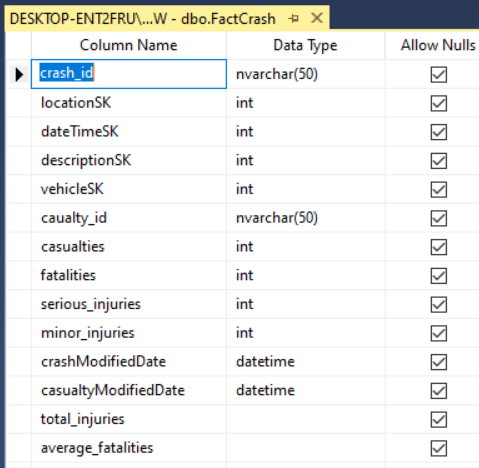 DESKTOP-ENT2FRU\...W - dbo.FactCrash
Column Name Data Type Allow Nulls
crash_id nvarchar(50)
locationSK int
dateTimeSK int
descriptionSK int
vehicleSK int
caualty_id nvarchar(50)
casualties int
fatalities int
serious_injuries int
minor_injuries int
crashModifiedDate datetime
casualtyModifiedDate datetime
total_injuries
average_fatalities